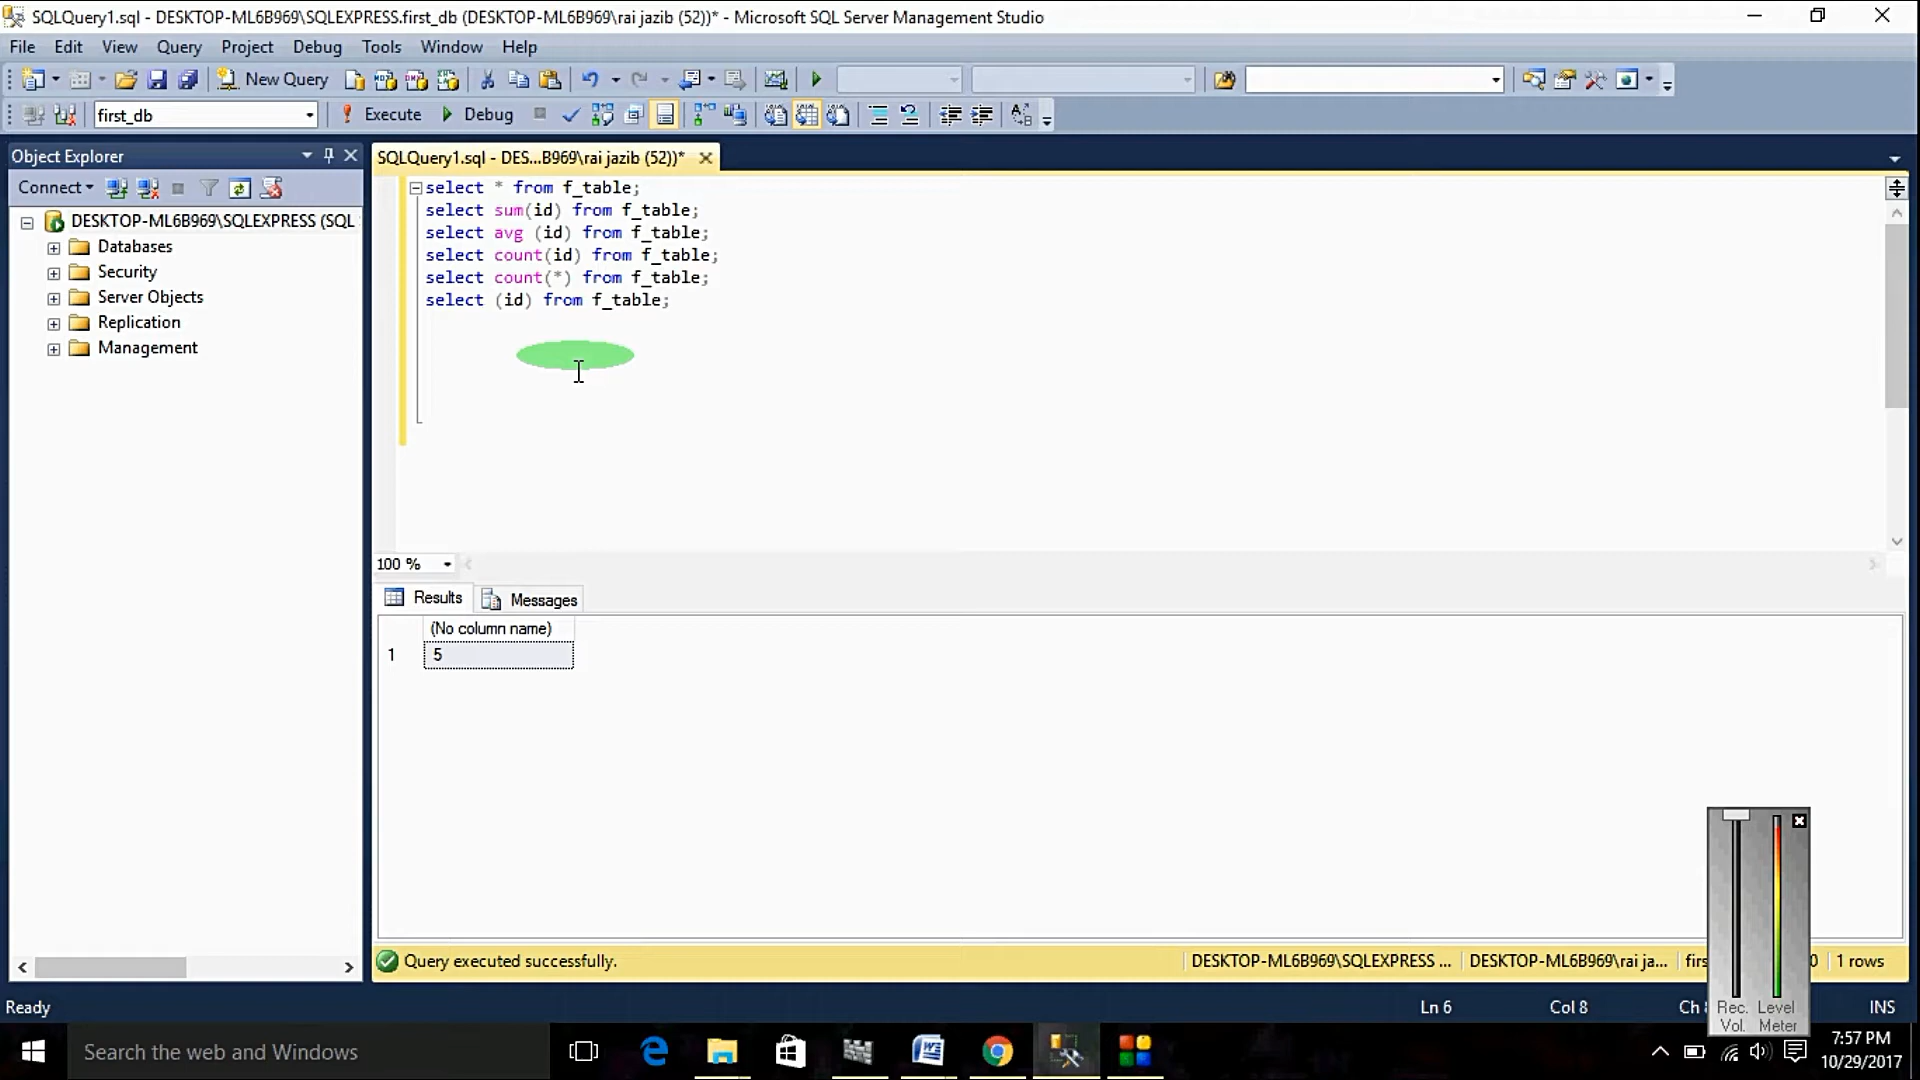 SQLQuery1.sql - DESKTOP-ML6B969\SQLEXPRESS.first_db (DESKTOP-ML6B969\rai jazib (52))* - Microsoft SQL Server Management Studio
File Edit View Query Project Debug Tools Window Help
New Query
first_db Execute Debug
Object Explorer
Connect
DESKTOP-ML6B969\SQLEXPRESS (SQL
Databases
Security
Server Objects
Replication
Management
SQLQuery1.sql - DES...B969\rai jazib (52))*
select * from f_table;
select sum(id) from f_table;
select avg (id) from f_table;
select count(id) from f_table;
select count(*) from f_table;
select (id) from f_table;
100 %
Results Messages
(No column name)
1 5
Query executed successfully. DESKTOP-ML6B969\SQLEXPRESS ... DESKTOP-ML6B969\rai ja... firs 0 1 rows
Ready Ln 6 Col 8 Ch INS
Rec. Level
Vol. Meter
Search the web and Windows
7:57 PM
10/29/2017